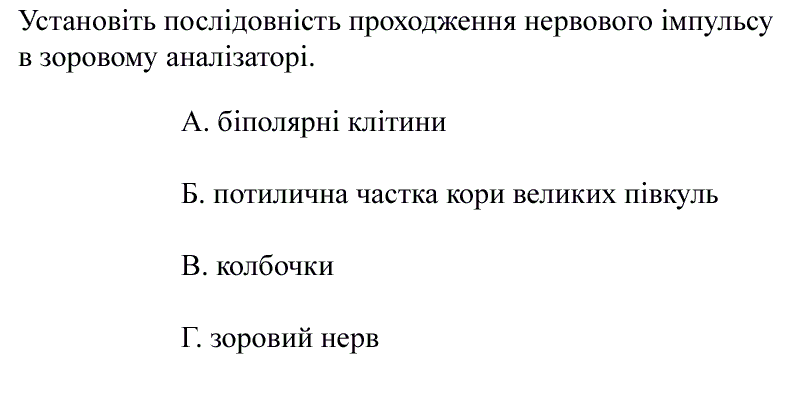 Установіть послідовність проходження нервового імпульсу
в зоровому аналізаторі.
А. біполярні клітини
Б. потилична частка кори великих півкуль
В. колбочки
Г. зоровий нерв